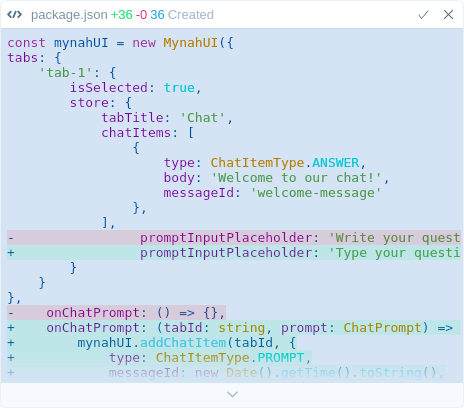 package.json +36 -0 36 Created
const mynahUI = new MynahUI({
tabs: {
    'tab-1': {
        isSelected: true,
        store: {
            tabTitle: 'Chat',
            chatItems: [
                {
                    type: ChatItemType.ANSWER,
                    body: 'Welcome to our chat!',
                    messageId: 'welcome-message'
                },
            ],
-                promptInputPlaceholder: 'Write your quest
+                promptInputPlaceholder: 'Type your questi
        }
    }
},
-    onChatPrompt: () => {},
+    onChatPrompt: (tabId: string, prompt: ChatPrompt) =>
+        mynahUI.addChatItem(tabId, {
+            type: ChatItemType.PROMPT,
+            messageId: new Date().getTime().toString(),